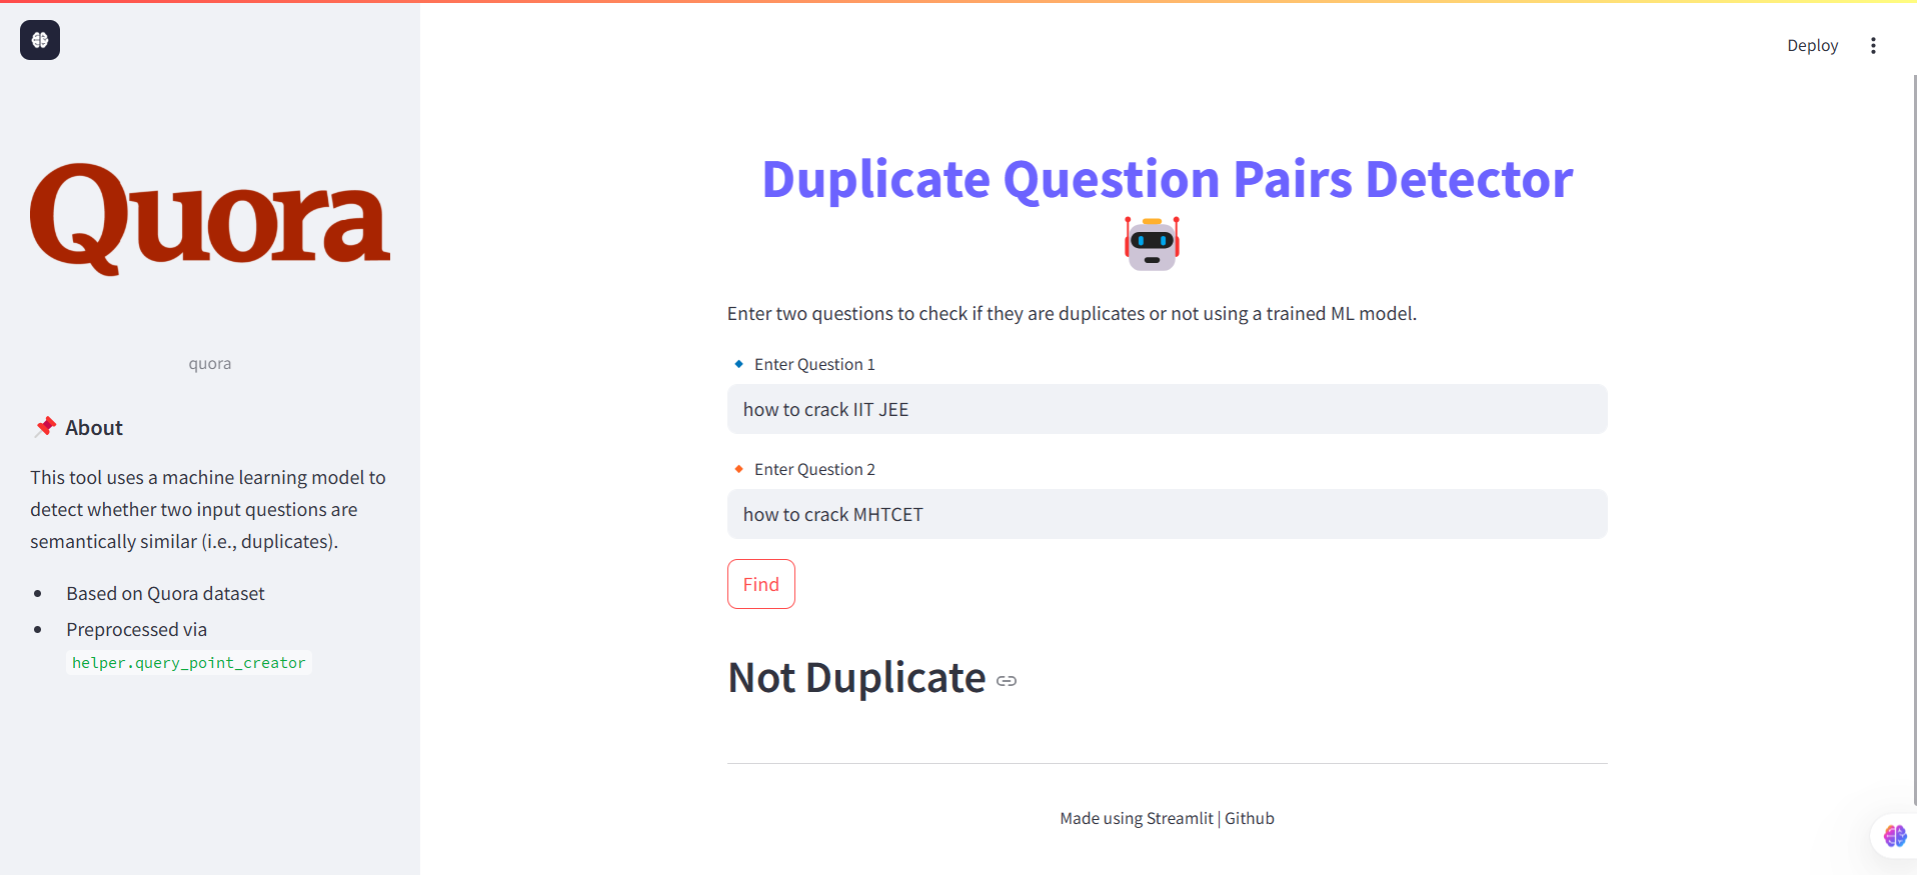 Quora
quora
About
This tool uses a machine learning model to
detect whether two input questions are
semantically similar (i.e., duplicates).
Based on Quora dataset
Preprocessed via
helper.query_point_creator
Deploy
Duplicate Question Pairs Detector
Enter two questions to check if they are duplicates or not using a trained ML model.
Enter Question 1
how to crack IIT JEE
Enter Question 2
how to crack MHTCET
Find
Not Duplicate
Made using Streamlit | Github